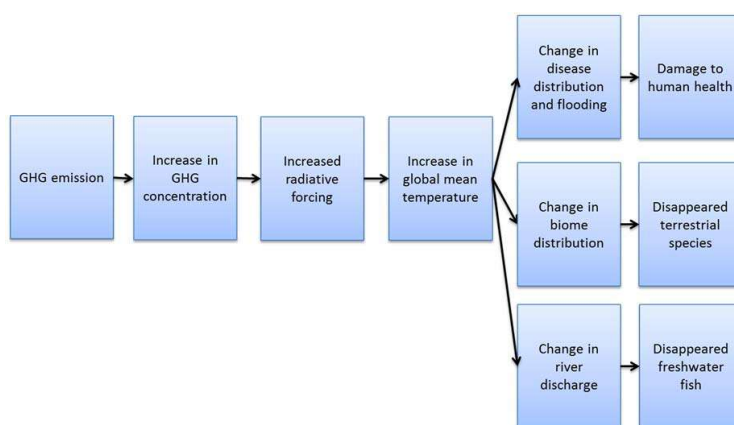 GHG emission
Increase in
GHG
concentration
Increased
radiative
forcing
Increase in
global mean
temperature
Change in
disease
distribution
and flooding
Damage to
human health
Change in
biome
distribution
Disappeared
terrestrial
species
Change in
river
discharge
Disappeared
freshwater
fish